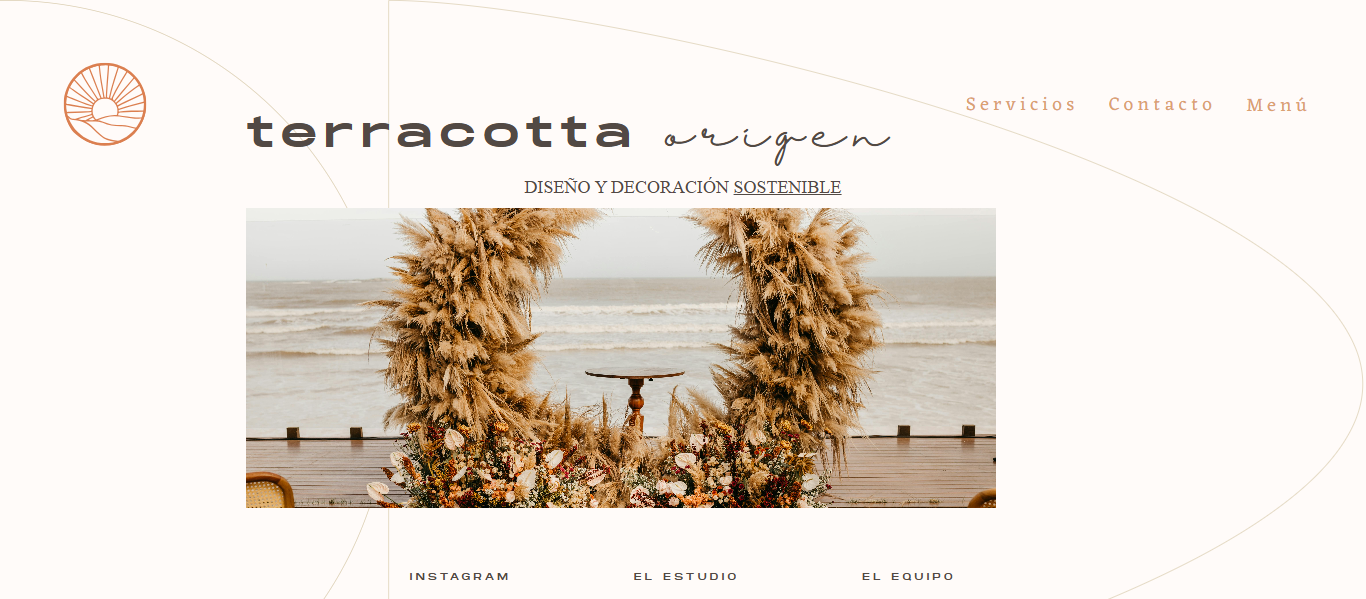 Servicios Contacto Menú
terracotta origen
DISEÑO Y DECORACIÓN SOSTENIBLE
INSTAGRAM EL ESTUDIO EL EQUIPO